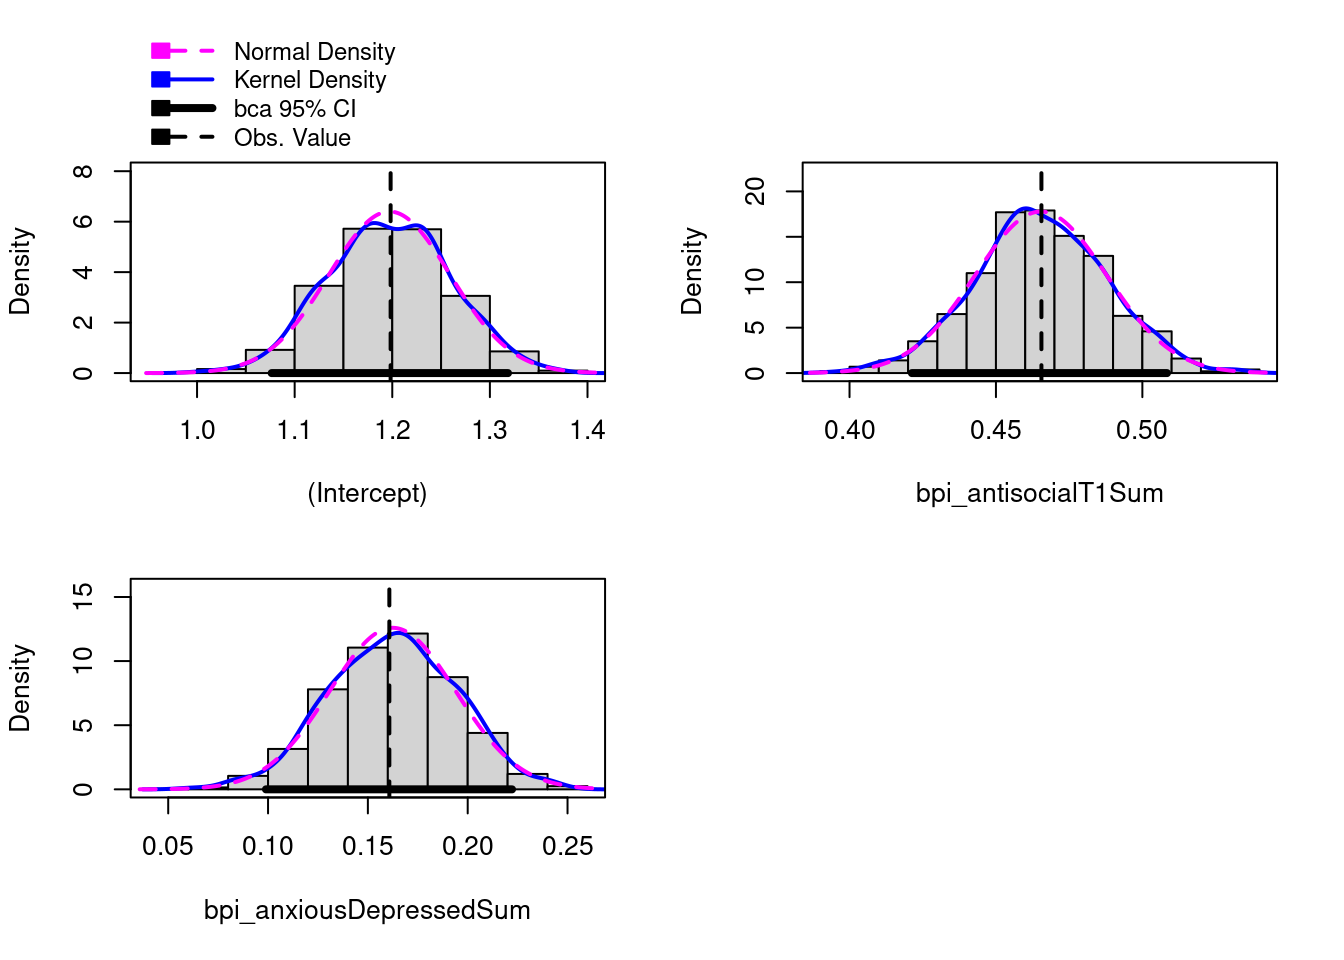 Normal Density
Kernel Density
bca 95% CI
Obs. Value
Density
0 2 4 6 8
1.0 1.1 1.2 1.3 1.4
(Intercept)
Density
0 5 10 20
0.40 0.45 0.50
bpi_antisocialT1Sum
Density
0 5 10 15
0.05 0.10 0.15 0.20 0.25
bpi_anxiousDepressedSum